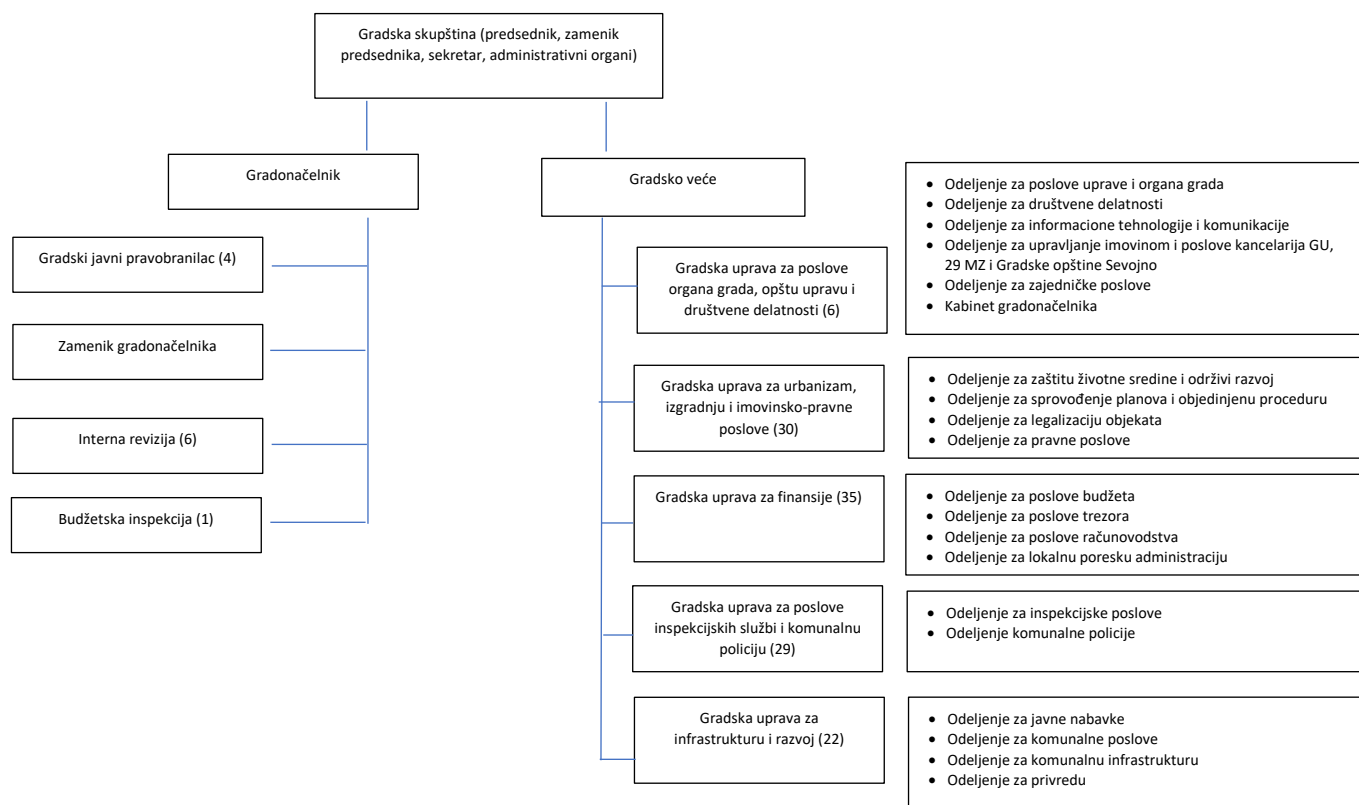 Gradska skupština (predsednik, zamenik
predsednika, sekretar, administrativni organi)
Gradonačelnik
Gradski javni pravobranilac (4)
Zamenik gradonačelnika
Interna revizija (6)
Budžetska inspekcija (1)
Gradsko veće
Gradska uprava za poslove
organa grada, opštu upravu i
društvene delatnosti (6)
• Odeljenje za poslove uprave i organa grada
• Odeljenje za društvene delatnosti
• Odeljenje za informacione tehnologije i komunikacije
• Odeljenje za upravljanje imovinom i poslove kancelarija GU,
29 MZ i Gradske opštine Sevojno
• Odeljenje za zajedničke poslove
• Kabinet gradonačelnika
Gradska uprava za urbanizam,
izgradnju i imovinsko-pravne
poslove (30)
• Odeljenje za zaštitu životne sredine i održivi razvoj
• Odeljenje za sprovođenje planova i objedinjenu proceduru
• Odeljenje za legalizaciju objekata
• Odeljenje za pravne poslove
Gradska uprava za finansije (35)
• Odeljenje za poslove budžeta
• Odeljenje za poslove trezora
• Odeljenje za poslove računovodstva
• Odeljenje za lokalnu poresku administraciju
Gradska uprava za poslove
inspekcijskih službi i komunalnu
policiju (29)
• Odeljenje za inspekcijske poslove
• Odeljenje komunalne policije
Gradska uprava za
infrastrukturu i razvoj (22)
• Odeljenje za javne nabavke
• Odeljenje za komunalne poslove
• Odeljenje za komunalnu infrastrukturu
• Odeljenje za privredu